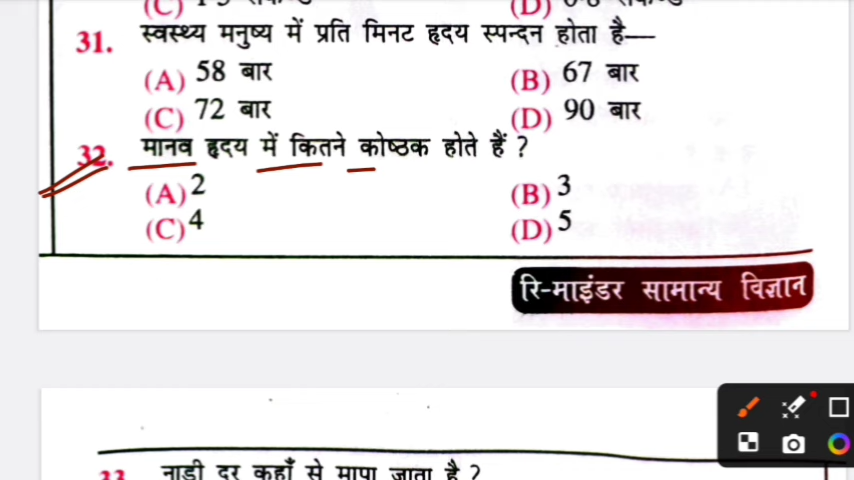 (C) (D)
31. स्वस्थ्य मनुष्य में प्रति मिनट हृदय स्पन्दन होता है—
(A) 58 बार (B) 67 बार
(C) 72 बार (D) 90 बार
32. मानव हृदय में कितने कोष्ठक होते हैं ?
(A) 2 (B) 3
(C) 4 (D) 5
रि-माइंडर सामान्य विज्ञान
33 नाड़ी दर कहाँ से मापा जाता है ?